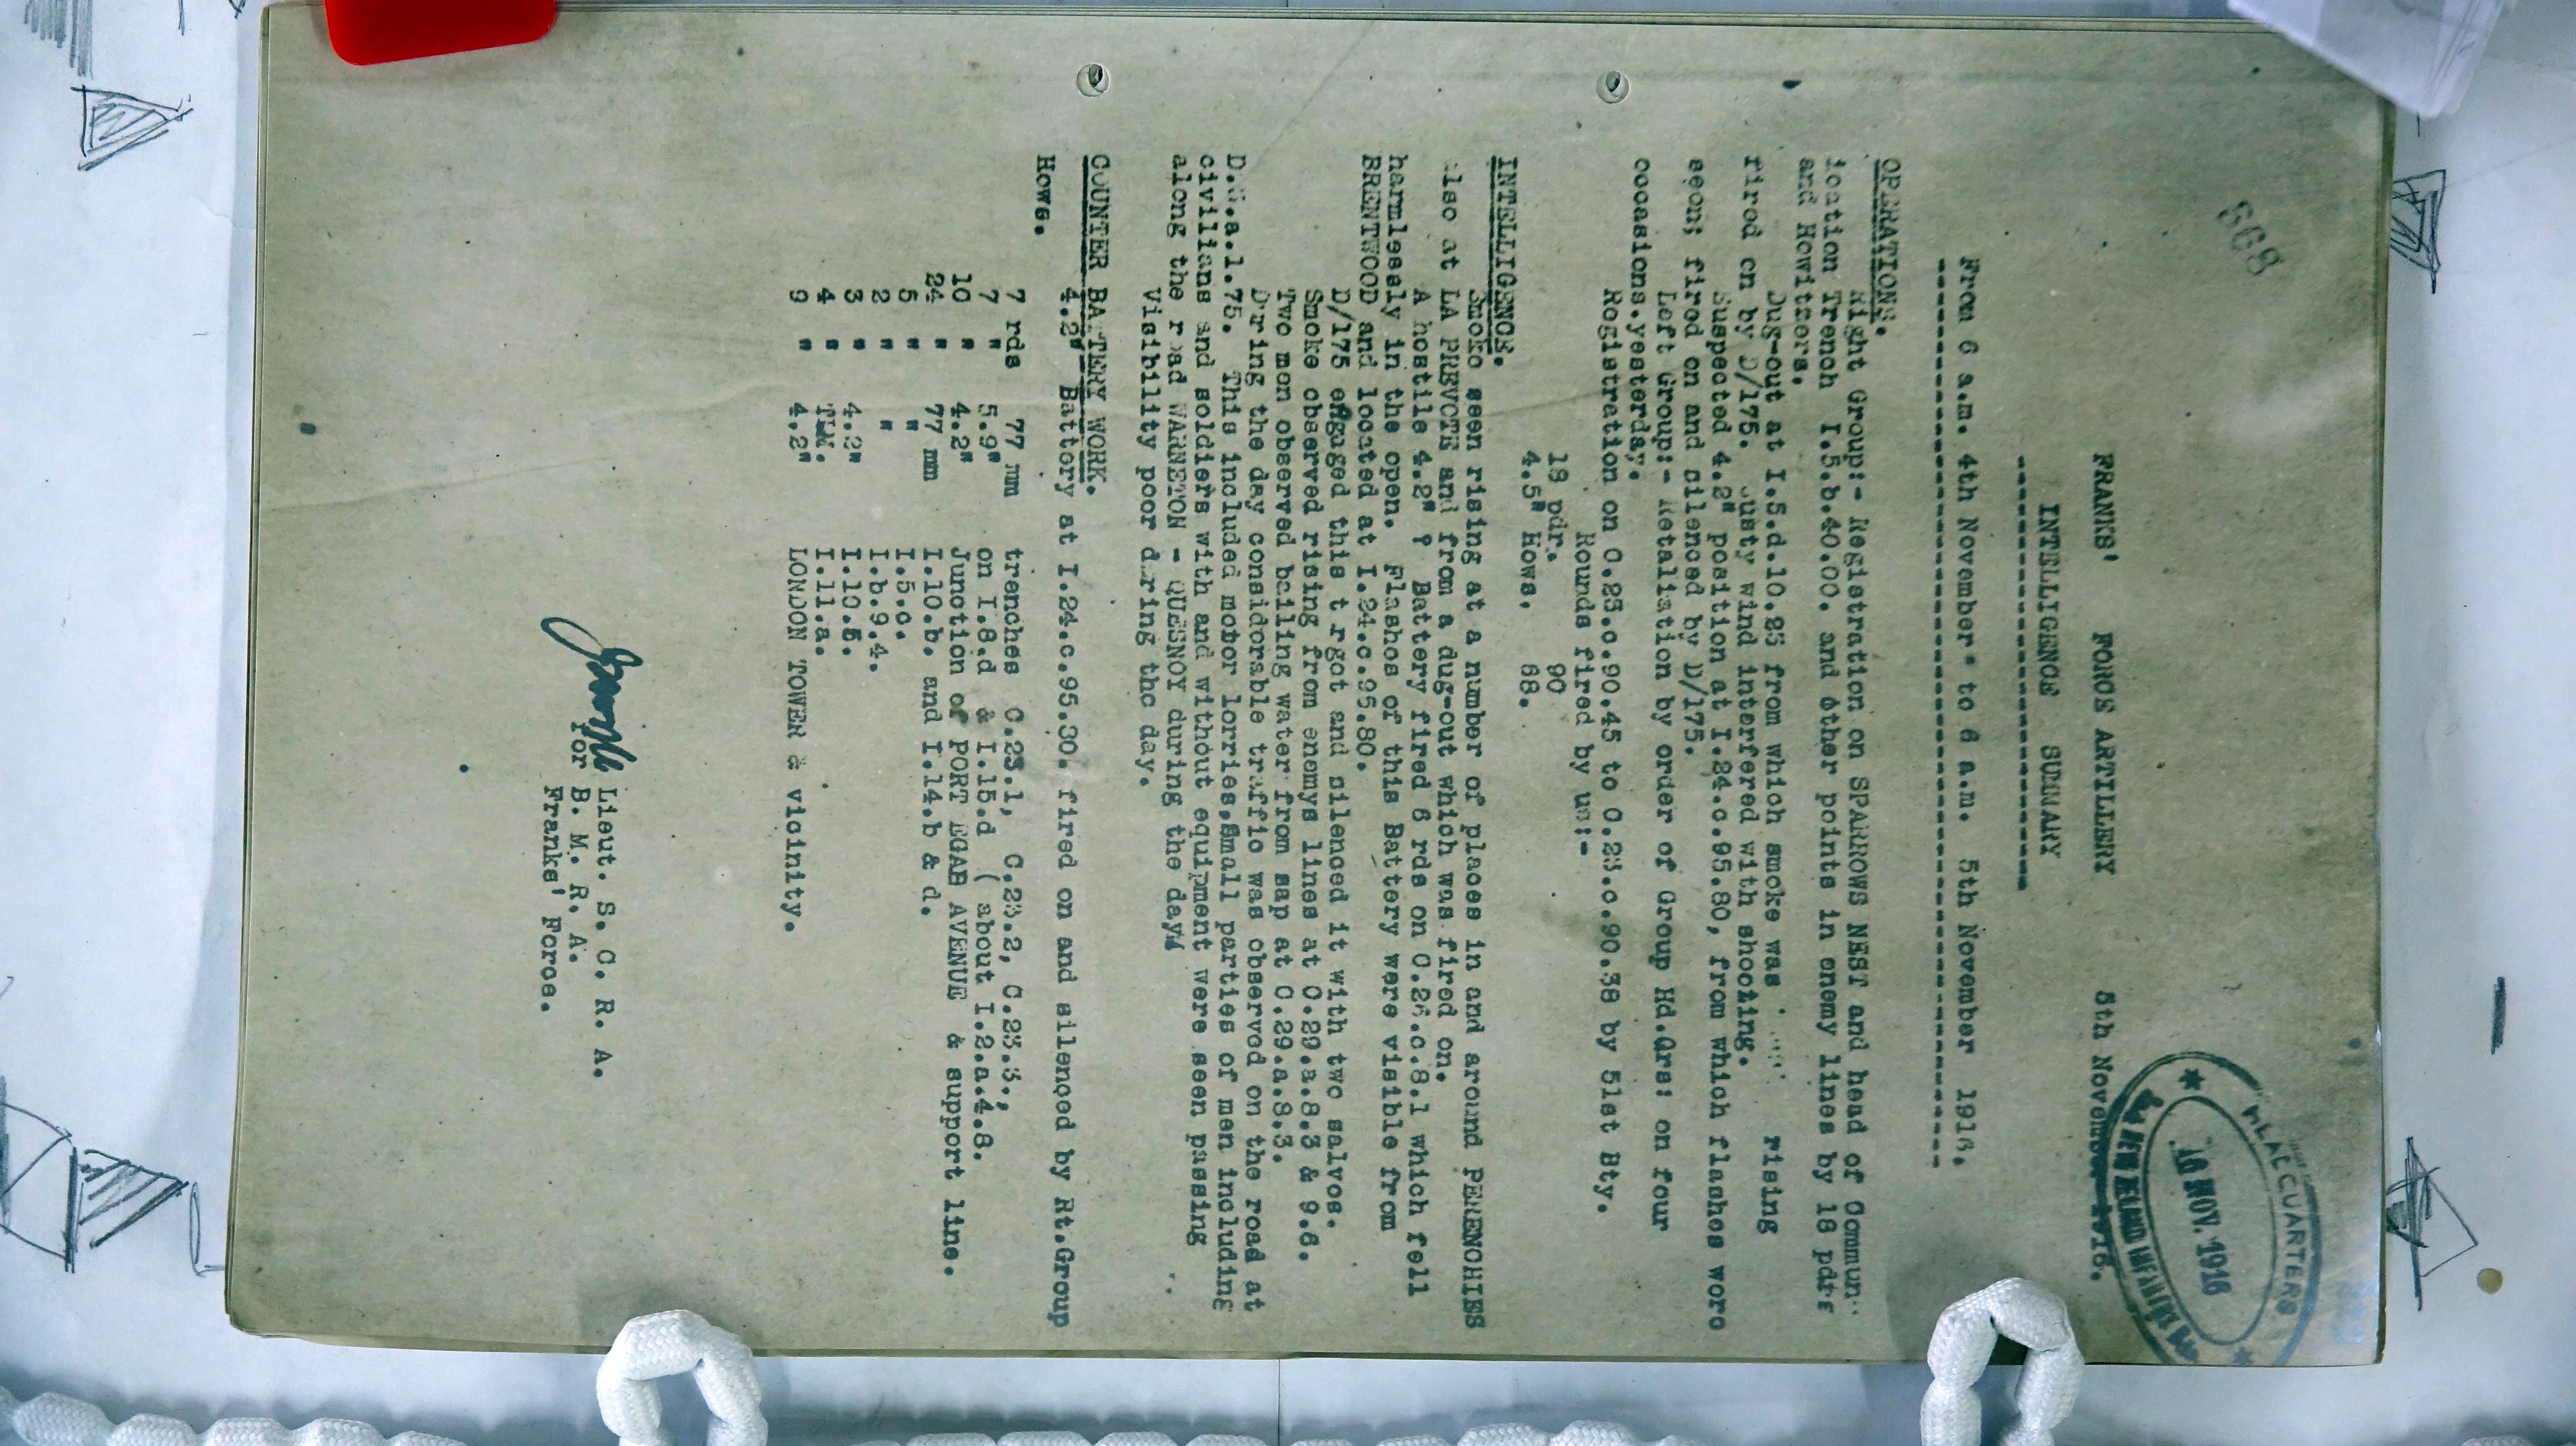 868
HEADQUARTERS
10 NOV. 1916
NEW ZEALAND INFANTRY
FRANKS' FORCE ARTILLERY 5th November 1916.
INTELLIGENCE SUMMARY
From 6 a.m. 4th November to 6 a.m. 5th November 1916.
OPERATIONS.
Right Group:- Registration on SPARROWS NEST and head of Commun-
ication Trench I.5.b.40.00. and other points in enemy lines by 18 pdrs
and Howitzers.
Dug-out at I.5.d.10.25 from which smoke was rising
fired on by D/175. Gusty wind interfered with shooting.
Suspected 4.2" position at I.24.c.95.80, from which flashes were
seen; fired on and silenced by D/175.
Left Group:- Retaliation by order of Group Hd.Qrs: on four
occasions.yesterday.
Registration on C.23.c.90.45 to C.23.c.90.38 by 51st Bty.
Rounds fired by us:-
18 pdr. 90
4.5" Hows. 68.
INTELLIGENCE.
Smoke seen rising at a number of places in and around PERENCHIES
also at LA PREVOTE and from a dug-out which was fired on.
A hostile 4.2" ? Battery fired 6 rds on C.26.c.8.1 which fell
harmlessly in the open. Flashes of this Battery were visible from
BRENTWOOD and located at I.24.c.95.80.
D/175 engaged this t rget and silenced it with two salvos.
Smoke observed rising from enemys lines at C.29.a.8.3 & 9.6.
Two men observed bailing water from sap at C.29.a.8.3.
During the day considerable traffic was observed on the road at
D. .a.1.75. This included motor lorries,small parties of men including
civilians and soldiers with and without equipment were seen passing
along the road WARNETON - QUESNOY during the day.
Visibility poor during the day.
COUNTER BATTERY WORK.
4.2" Battery at I.24.c.95.30. fired on and silenced by Rt.Group
Hows.
7 rds 77 mm trenches C.23.1, C.23.2, C.23.3.,
7 " 5.9" on I.8.d & I.15.d ( about I.2.a.4.8.
10 " 4.2" Junction of PORT EGAB AVENUE & support line.
24 " 77 mm I.10.b. and I.14.b & d.
5 " " I.5.c.
2 " " I.b.9.4.
3 " 4.2" I.10.5.
4 " T.M. I.11.a.
9 " 4.2" LONDON TOWER & vicinity.
Lieut. S. C. R. A.
for B. M. R. A.
Franks' Force.